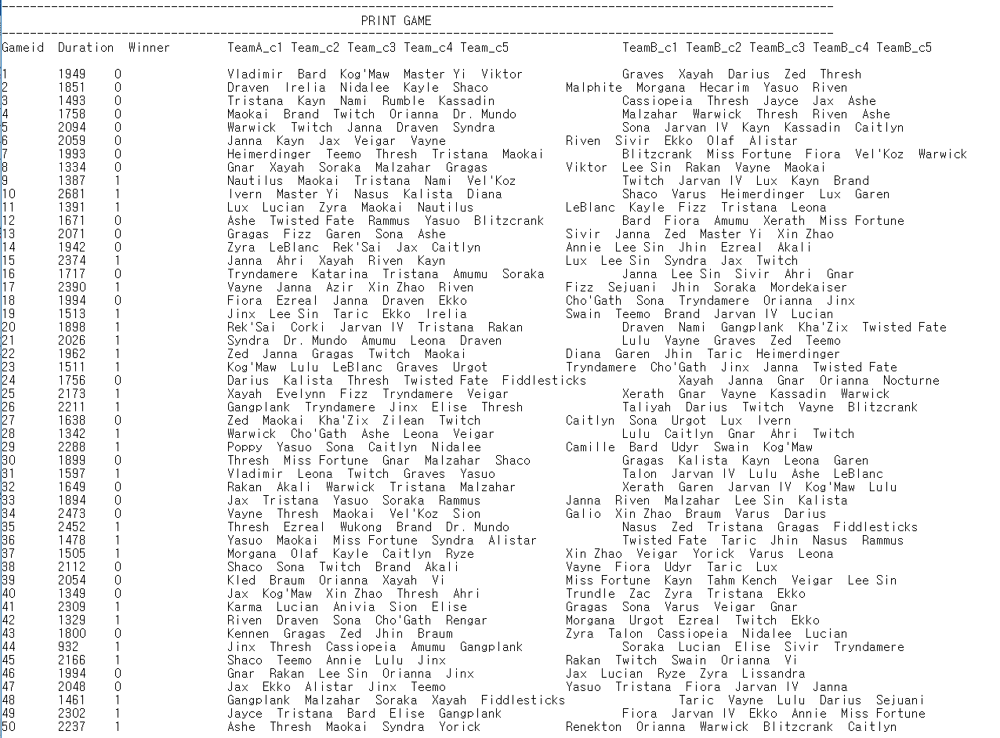 ------------------------------------------------------------------------------------------------------------------------
PRINT GAME
------------------------------------------------------------------------------------------------------------------------
Gameid  Duration  Winner  TeamA_c1 Team_c2 Team_c3 Team_c4 Team_c5  TeamB_c1 TeamB_c2 TeamB_c3 TeamB_c4 TeamB_c5
1 1949 0 Vladimir Bard Kog'Maw Master Yi Viktor Graves Xayah Darius Zed Thresh
2 1851 0 Draven Irelia Nidalee Kayle Shaco Malphite Morgana Hecarim Yasuo Riven
3 1493 0 Tristana Kayn Nami Rumble Kassadin Cassiopeia Thresh Jayce Jax Ashe
4 1758 0 Maokai Brand Twitch Orianna Dr. Mundo Malzahar Warwick Thresh Riven Ashe
5 2094 0 Warwick Twitch Janna Draven Syndra Sona Jarvan IV Kayn Kassadin Caitlyn
6 2059 0 Janna Kayn Jax Veigar Vayne Riven Sivir Ekko Olaf Alistar
7 1993 0 Heimerdinger Teemo Thresh Tristana Maokai Blitzcrank Miss Fortune Fiora Vel'Koz Warwick
8 1334 0 Gnar Xayah Soraka Malzahar Gragas Viktor Lee Sin Rakan Vayne Maokai
9 1387 1 Nautilus Maokai Tristana Nami Vel'Koz Twitch Jarvan IV Lux Kayn Brand
10 2681 1 Ivern Master Yi Nasus Kalista Diana Shaco Varus Heimerdinger Lux Garen
11 1391 1 Lux Lucian Zyra Maokai Nautilus LeBlanc Kayle Fizz Tristana Leona
12 1671 0 Ashe Twisted Fate Rammus Yasuo Blitzcrank Bard Fiora Amumu Xerath Miss Fortune
13 2071 0 Gragas Fizz Garen Sona Ashe Sivir Janna Zed Master Yi Xin Zhao
14 1942 0 Zyra LeBlanc Rek'Sai Jax Caitlyn Annie Lee Sin Jhin Ezreal Akali
15 2374 1 Janna Ahri Xayah Riven Kayn Lux Lee Sin Syndra Jax Twitch
16 1717 0 Tryndamere Katarina Tristana Amumu Soraka Janna Lee Sin Sivir Ahri Gnar
17 2390 1 Vayne Janna Azir Xin Zhao Riven Fizz Sejuani Jhin Soraka Mordekaiser
18 1994 0 Fiora Ezreal Janna Draven Ekko Cho'Gath Sona Tryndamere Orianna Jinx
19 1513 1 Jinx Lee Sin Taric Ekko Irelia Swain Teemo Brand Jarvan IV Lucian
20 1898 1 Rek'Sai Corki Jarvan IV Tristana Rakan Draven Nami Gangplank Kha'Zix Twisted Fate
21 2026 1 Syndra Dr. Mundo Amumu Leona Draven Lulu Vayne Graves Zed Teemo
22 1962 1 Zed Janna Gragas Twitch Maokai Diana Garen Jhin Taric Heimerdinger
23 1511 1 Kog'Maw Lulu LeBlanc Graves Urgot Tryndamere Cho'Gath Jinx Janna Twisted Fate
24 1756 0 Darius Kalista Thresh Twisted Fate Fiddlesticks Xayah Janna Gnar Orianna Nocturne
25 2173 1 Xayah Evelynn Fizz Tryndamere Veigar Xerath Gnar Vayne Kassadin Warwick
26 2211 1 Gangplank Tryndamere Jinx Elise Thresh Taliyah Darius Twitch Vayne Blitzcrank
27 1638 0 Zed Maokai Kha'Zix Zilean Twitch Caitlyn Sona Urgot Lux Ivern
28 1342 1 Warwick Cho'Gath Ashe Leona Veigar Lulu Caitlyn Gnar Ahri Twitch
29 2288 1 Poppy Yasuo Sona Caitlyn Nidalee Camille Bard Udyr Swain Kog'Maw
30 1899 0 Thresh Miss Fortune Gnar Malzahar Shaco Gragas Kalista Kayn Leona Garen
31 1597 1 Vladimir Leona Twitch Graves Yasuo Talon Jarvan IV Lulu Ashe LeBlanc
32 1649 0 Rakan Akali Warwick Tristana Malzahar Xerath Garen Jarvan IV Kog'Maw Lulu
33 1894 0 Jax Tristana Yasuo Soraka Rammus Janna Riven Malzahar Lee Sin Kalista
34 2473 0 Vayne Thresh Maokai Vel'Koz Sion Galio Xin Zhao Braum Varus Darius
35 2452 1 Thresh Ezreal Wukong Brand Dr. Mundo Nasus Zed Tristana Gragas Fiddlesticks
36 1478 1 Yasuo Maokai Miss Fortune Syndra Alistar Twisted Fate Taric Jhin Nasus Rammus
37 1505 1 Morgana Olaf Kayle Caitlyn Ryze Xin Zhao Veigar Yorick Varus Leona
38 2112 0 Shaco Sona Twitch Brand Akali Vayne Fiora Udyr Taric Lux
39 2054 0 Kled Braum Orianna Xayah Vi Miss Fortune Kayn Tahm Kench Veigar Lee Sin
40 1349 0 Jax Kog'Maw Xin Zhao Thresh Ahri Trundle Zac Zyra Tristana Ekko
41 2309 1 Karma Lucian Anivia Sion Elise Gragas Sona Varus Veigar Gnar
42 1329 1 Riven Draven Sona Cho'Gath Rengar Morgana Urgot Ezreal Twitch Ekko
43 1800 0 Kennen Gragas Zed Jhin Braum Zyra Talon Cassiopeia Nidalee Lucian
44 932 1 Jinx Thresh Cassiopeia Amumu Gangplank Soraka Lucian Elise Sivir Tryndamere
45 2166 1 Shaco Teemo Annie Lulu Jinx Rakan Twitch Swain Orianna Vi
46 1994 0 Gnar Rakan Lee Sin Orianna Jinx Jax Lucian Ryze Zyra Lissandra
47 2048 0 Jax Ekko Alistar Jinx Teemo Yasuo Tristana Fiora Jarvan IV Janna
48 1461 1 Gangplank Malzahar Soraka Xayah Fiddlesticks Taric Vayne Lulu Darius Sejuani
49 2302 1 Jayce Tristana Bard Elise Gangplank Fiora Jarvan IV Ekko Annie Miss Fortune
50 2237 1 Ashe Thresh Maokai Syndra Yorick Renekton Orianna Warwick Blitzcrank Caitlyn